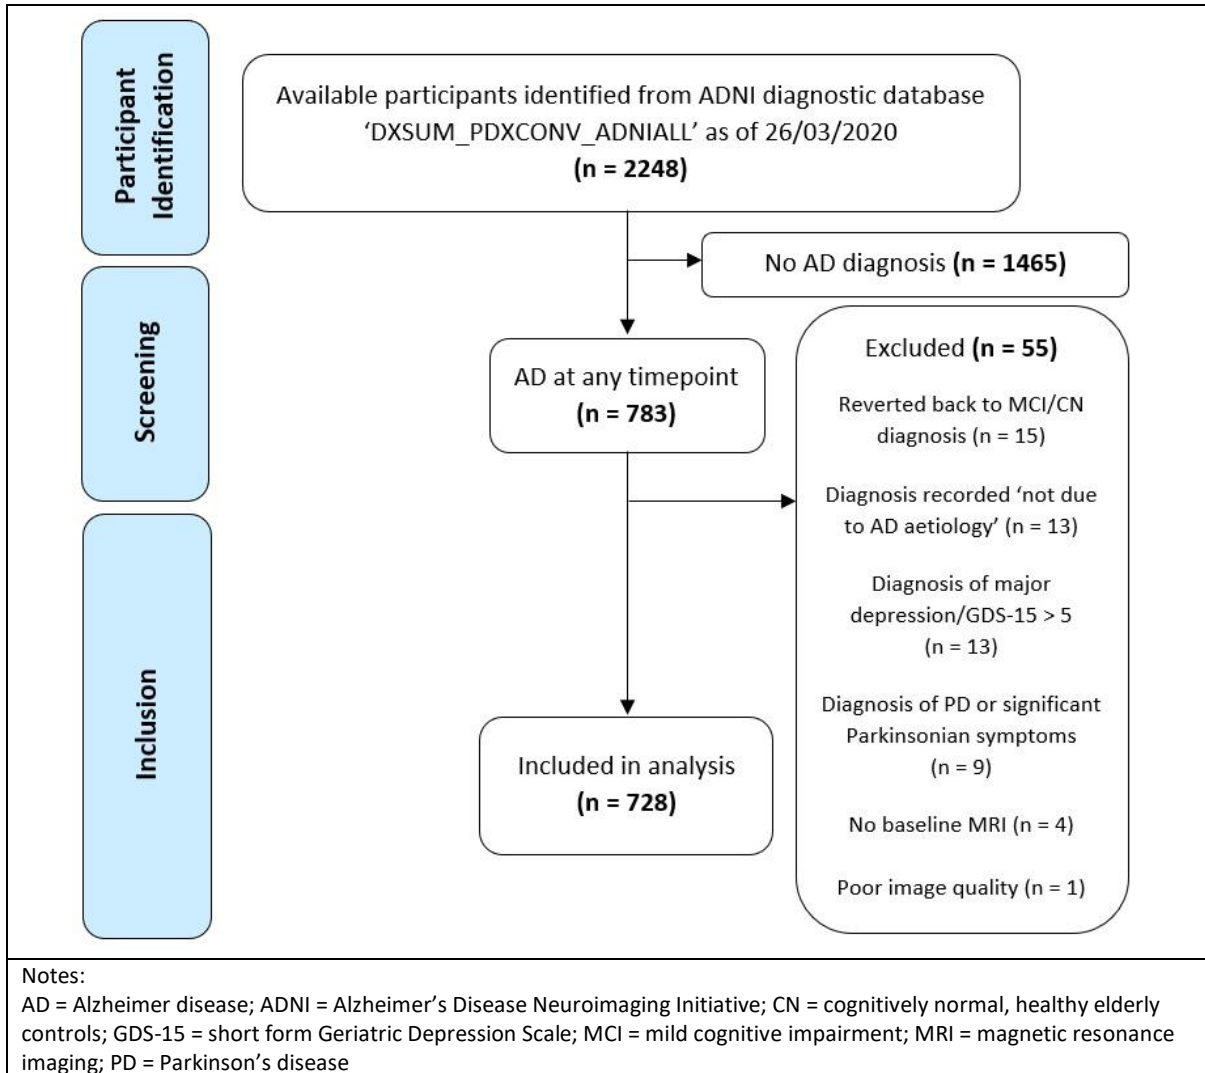 Participant
Identification
Available participants identified from ADNI diagnostic database
‘DXSUM_PDXCONV_ADNIALL’ as of 26/03/2020
(n = 2248)
No AD diagnosis (n = 1465)
Screening
AD at any timepoint
(n = 783)
Excluded (n = 55)
Reverted back to MCI/CN
diagnosis (n = 15)
Diagnosis recorded ‘not due
to AD aetiology’ (n = 13)
Diagnosis of major
depression/GDS-15 > 5
(n = 13)
Diagnosis of PD or significant
Parkinsonian symptoms
(n = 9)
No baseline MRI (n = 4)
Poor image quality (n = 1)
Inclusion
Included in analysis
(n = 728)
Notes:
AD = Alzheimer disease; ADNI = Alzheimer’s Disease Neuroimaging Initiative; CN = cognitively normal, healthy elderly
controls; GDS-15 = short form Geriatric Depression Scale; MCI = mild cognitive impairment; MRI = magnetic resonance
imaging; PD = Parkinson’s disease